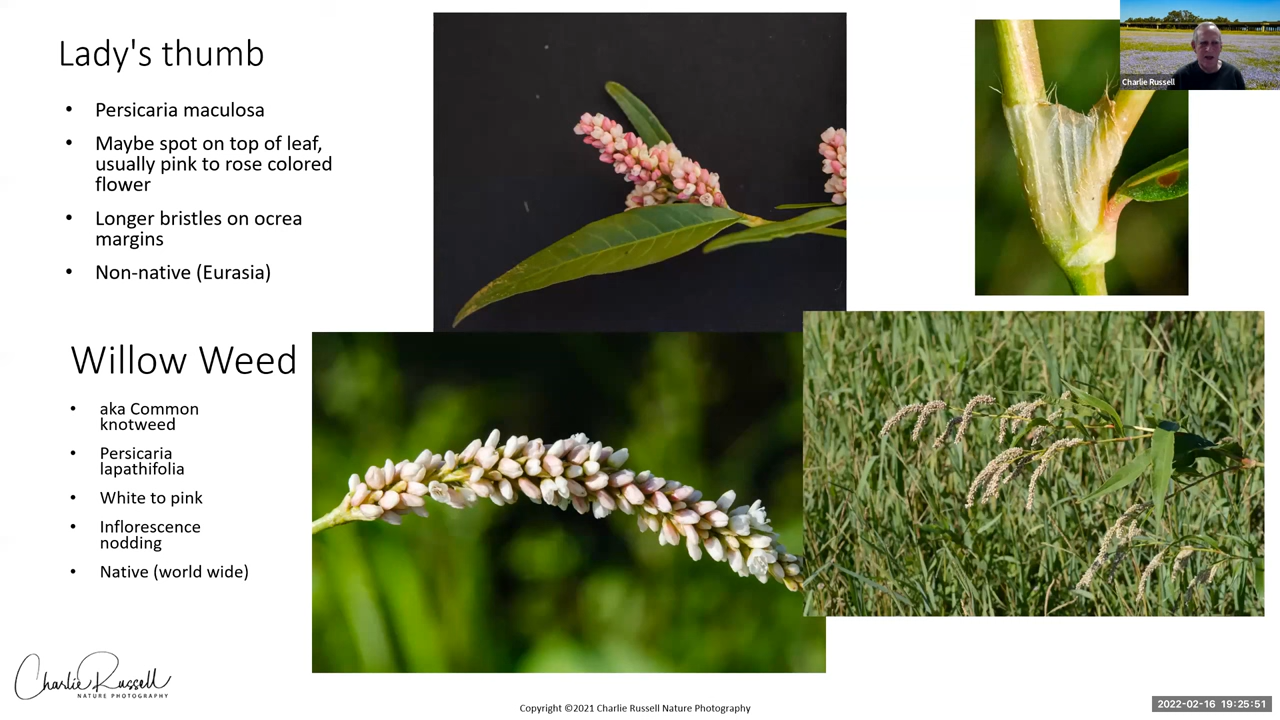 Lady's thumb
• Persicaria maculosa
• Maybe spot on top of leaf,
usually pink to rose colored
flower
• Longer bristles on ocrea
margins
• Non-native (Eurasia)
Willow Weed
• aka Common
knotweed
• Persicaria
lapathifolia
• White to pink
• Inflorescence
nodding
• Native (world wide)
Charlie Russell
NATURE PHOTOGRAPHY
Copyright ©2021 Charlie Russell Nature Photography
Charlie Russell
2022-02-16 19:25:51